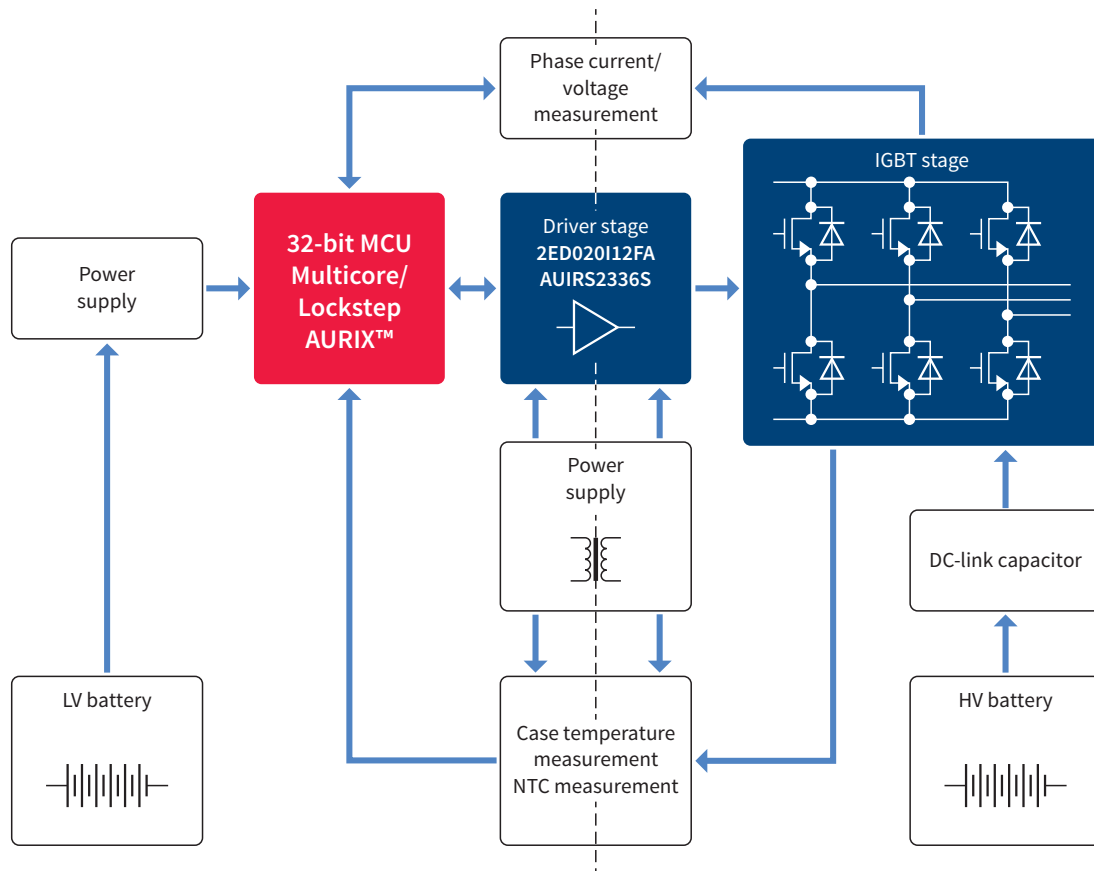 Phase current/
voltage
measurement
IGBT stage
32-bit MCU
Multicore/
Lockstep
AURIX™
Driver stage
2ED020I12FA
AUIRS2336S
Power
supply
Power
supply
DC-link capacitor
LV battery
Case temperature
measurement
NTC measurement
HV battery